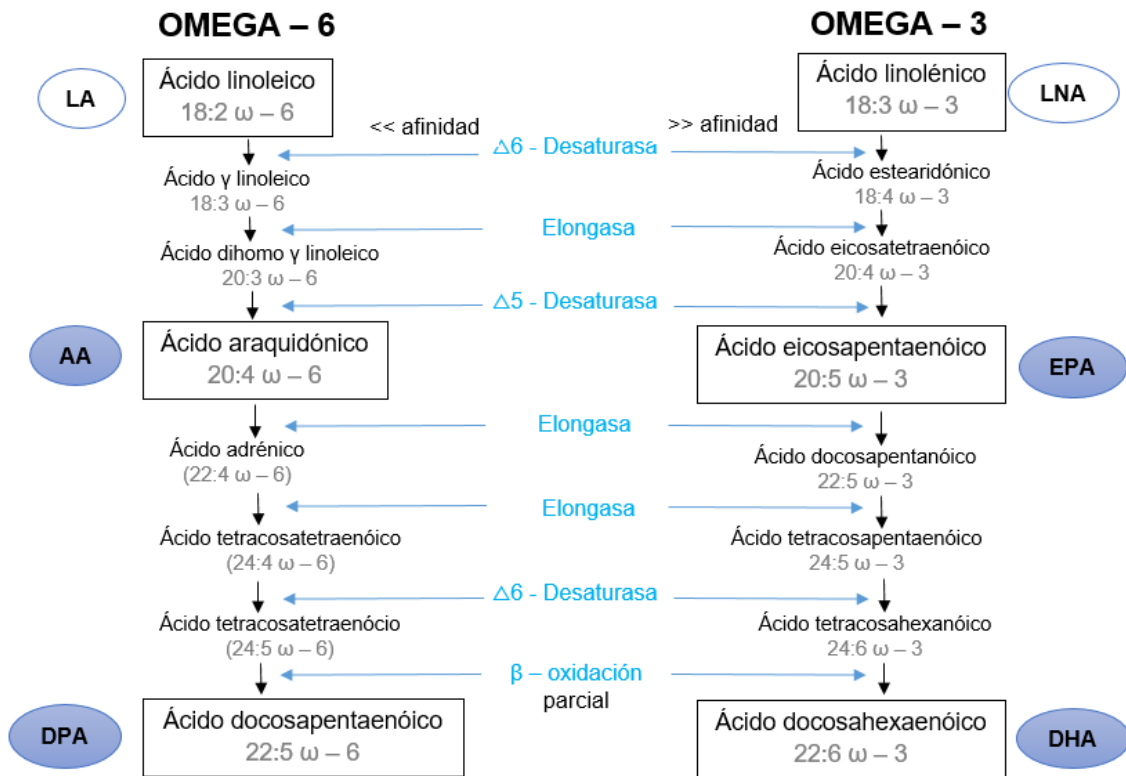 OMEGA – 6
OMEGA – 3
LA
Ácido linoleico
18:2 ω – 6
Ácido linolénico
18:3 ω – 3
LNA
<< afinidad
>> afinidad
△6 - Desaturasa
Ácido γ linoleico
18:3 ω – 6
Ácido estearidónico
18:4 ω – 3
Elongasa
Ácido dihomo γ linoleico
20:3 ω – 6
Ácido eicosatetraenóico
20:4 ω – 3
△5 - Desaturasa
AA
Ácido araquidónico
20:4 ω – 6
Ácido eicosapentaenóico
20:5 ω – 3
EPA
Elongasa
Ácido adrénico
(22:4 ω – 6)
Ácido docosapentanóico
22:5 ω – 3
Elongasa
Ácido tetracosatetraenóico
(24:4 ω – 6)
Ácido tetracosapentaenóico
24:5 ω – 3
△6 - Desaturasa
Ácido tetracosatetraenócio
(24:5 ω – 6)
Ácido tetracosahexanóico
24:6 ω – 3
β – oxidación
parcial
DPA
Ácido docosapentaenóico
22:5 ω – 6
Ácido docosahexaenóico
22:6 ω – 3
DHA